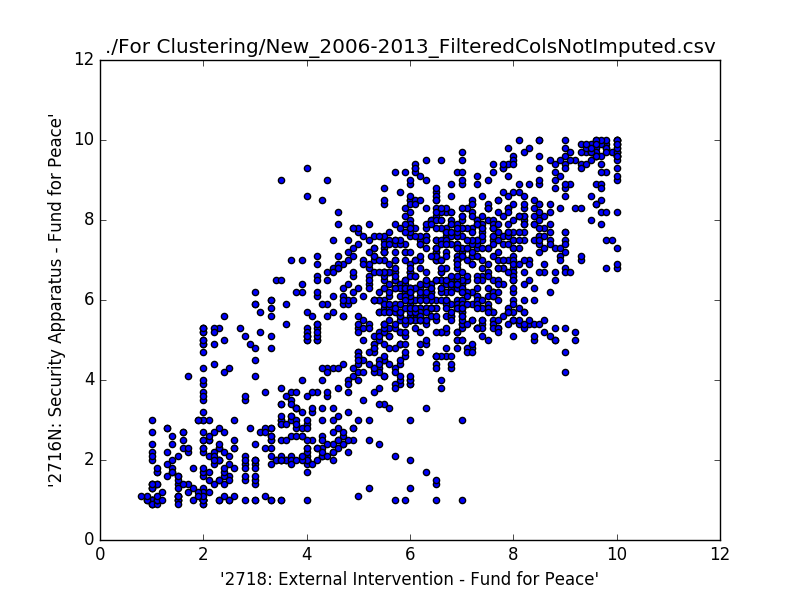 ./For Clustering/New_2006-2013_FilteredColsNotImputed.csv
12
10
8
6
4
2
0
'2716N: Security Apparatus - Fund for Peace'
0 2 4 6 8 10 12
'2718: External Intervention - Fund for Peace'